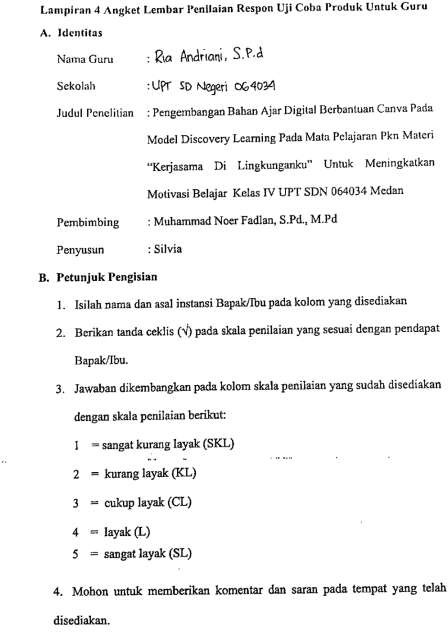 Lampiran 4 Angket Lembar Penilaian Respon Uji Coba Produk Untuk Guru
A. Identitas
Nama Guru : Ria Andriani, S.P.d
Sekolah : UPT SD Negeri 064034
Judul Penelitian : Pengembangan Bahan Ajar Digital Berbantuan Canva Pada
Model Discovery Learning Pada Mata Pelajaran Pkn Materi
“Kerjasama Di Lingkunganku” Untuk Meningkatkan
Motivasi Belajar Kelas IV UPT SDN 064034 Medan
Pembimbing : Muhammad Noer Fadlan, S.Pd., M.Pd
Penyusun : Silvia
B. Petunjuk Pengisian
1. Isilah nama dan asal instansi Bapak/Ibu pada kolom yang disediakan
2. Berikan tanda ceklis (√) pada skala penilaian yang sesuai dengan pendapat
Bapak/Ibu.
3. Jawaban dikembangkan pada kolom skala penilaian yang sudah disediakan
dengan skala penilaian berikut:
1 = sangat kurang layak (SKL)
2 = kurang layak (KL)
3 = cukup layak (CL)
4 = layak (L)
5 = sangat layak (SL)
4. Mohon untuk memberikan komentar dan saran pada tempat yang telah
disediakan.